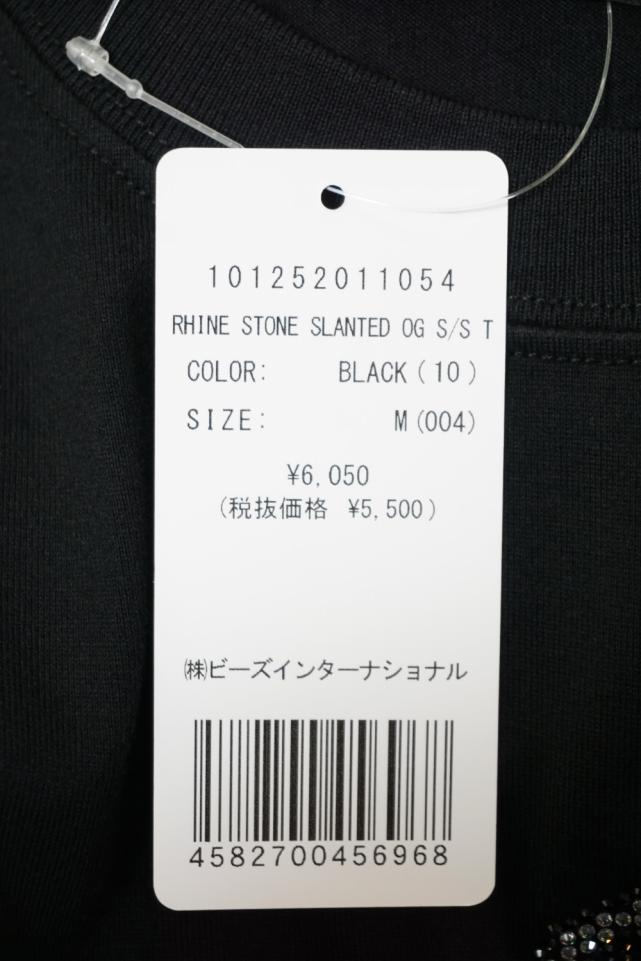 101252011054
RHINE STONE SLANTED OG S/S T
COLOR: BLACK(10)
SIZE: M(004)
¥6,050
(税抜価格 ¥5,500)
㈱ビーズインターナショナル
4582700456968